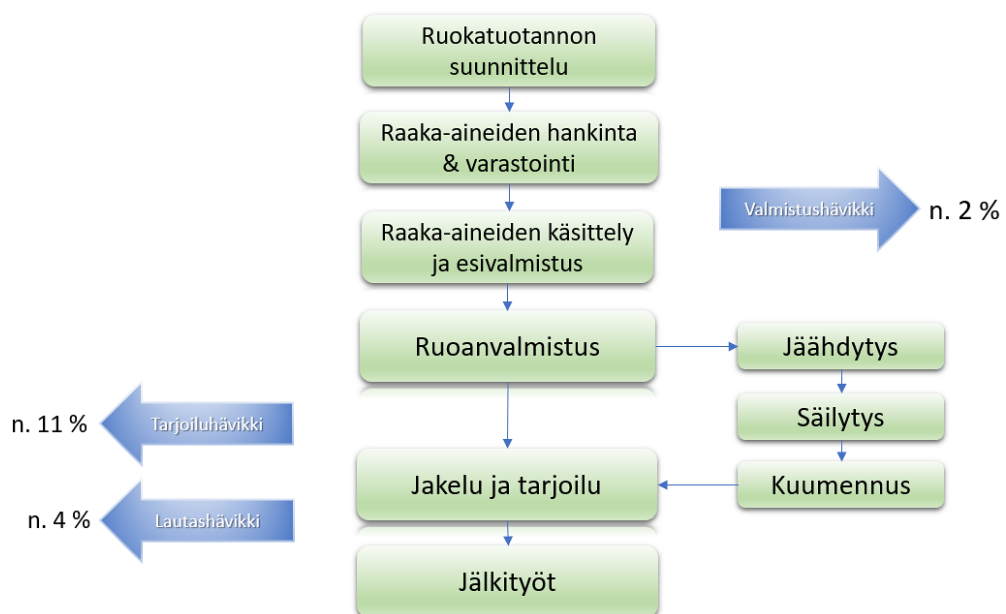 Ruokatuotannon
suunnittelu
Raaka-aineiden hankinta
& varastointi
Valmistushävikki
n. 2 %
Raaka-aineiden käsittely
ja esivalmistus
Ruoanvalmistus
Jäähdytys
n. 11 %
Tarjoiluhävikki
Säilytys
Jakelu ja tarjoilu
Kuumennus
n. 4 %
Lautashävikki
Jälkityöt